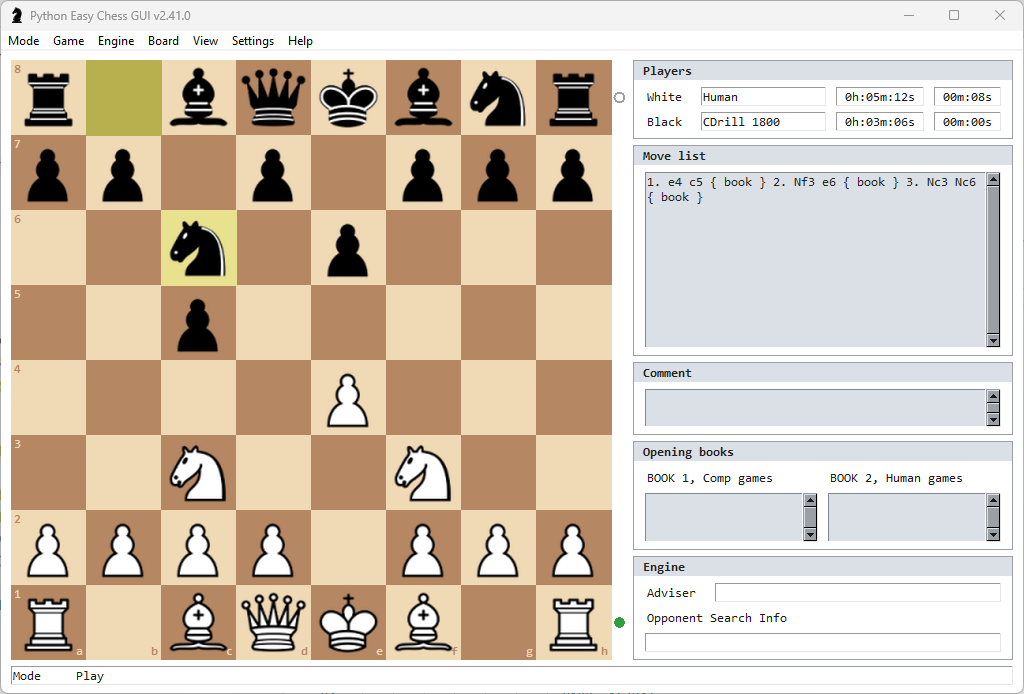 Python Easy Chess GUI v2.41.0
Mode Game Engine Board View Settings Help
8
7
6
5
4
3
2
1
a b c d e f g h
Players
White Human 0h:05m:12s 00m:08s
Black CDrill 1800 0h:03m:06s 00m:00s
Move list
1. e4 c5 { book } 2. Nf3 e6 { book } 3. Nc3 Nc6
{ book }
Comment
Opening books
BOOK 1, Comp games BOOK 2, Human games
Engine
Adviser
Opponent Search Info
Mode Play